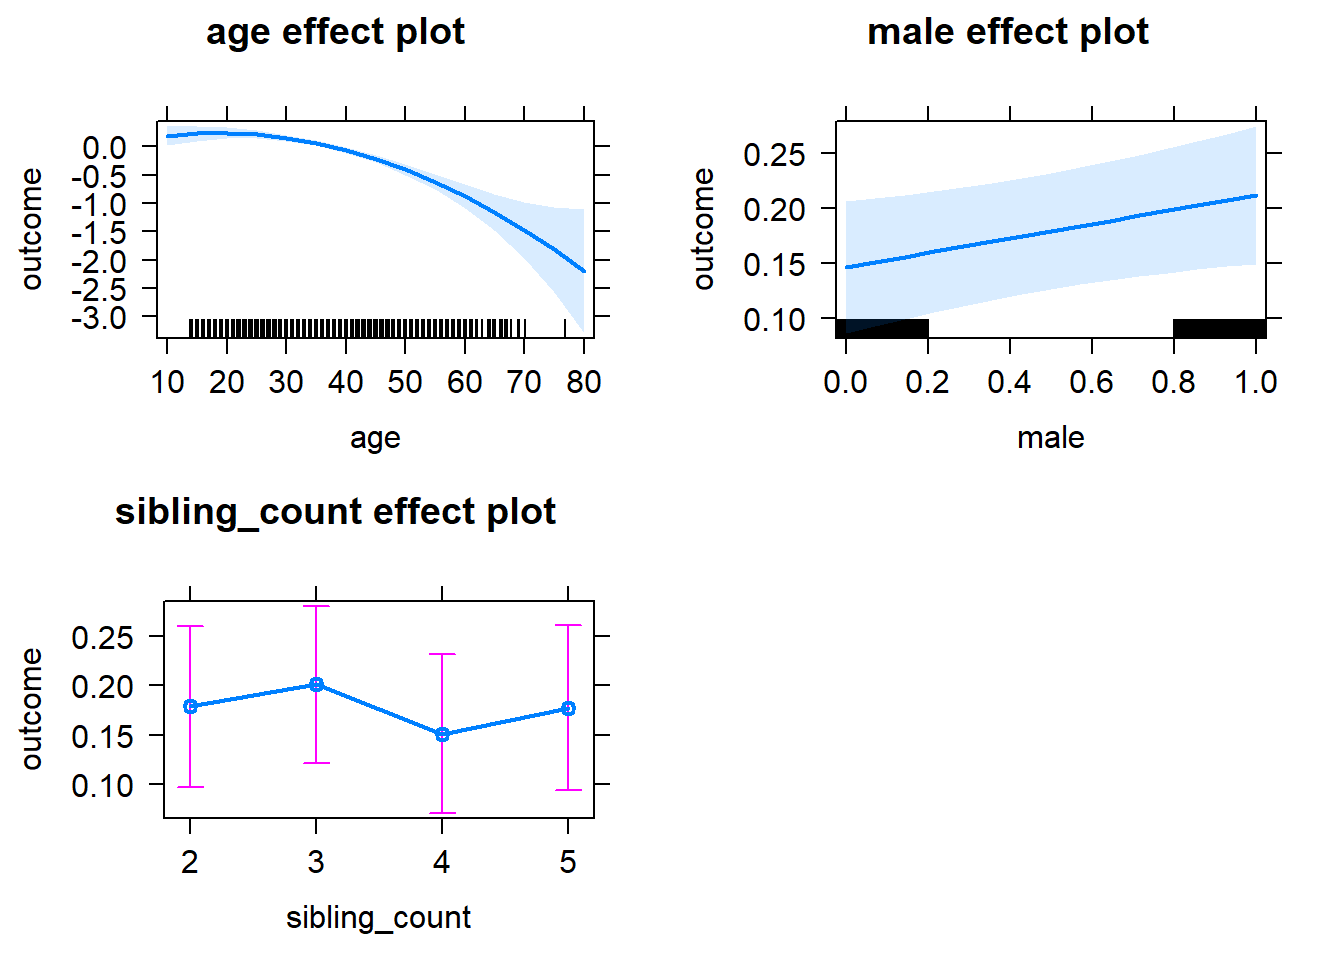 age effect plot
outcome
0.0
-0.5
-1.0
-1.5
-2.0
-2.5
-3.0
10 20 30 40 50 60 70 80
age
male effect plot
outcome
0.25
0.20
0.15
0.10
0.0 0.2 0.4 0.6 0.8 1.0
male
sibling_count effect plot
outcome
0.25
0.20
0.15
0.10
2 3 4 5
sibling_count